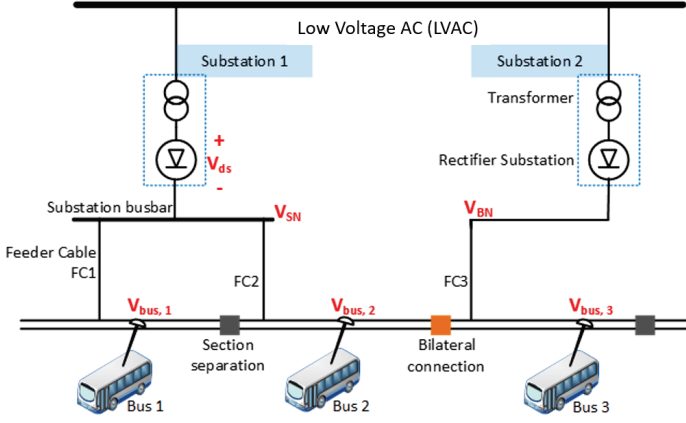 Low Voltage AC (LVAC)
Substation 1
Substation 2
Transformer
+
Vds
-
Rectifier Substation
Substation busbar
VSN
VBN
Feeder Cable
FC1
FC2
FC3
Vbus, 1
Vbus, 2
Vbus, 3
Section
separation
Bilateral
connection
Bus 1
Bus 2
Bus 3